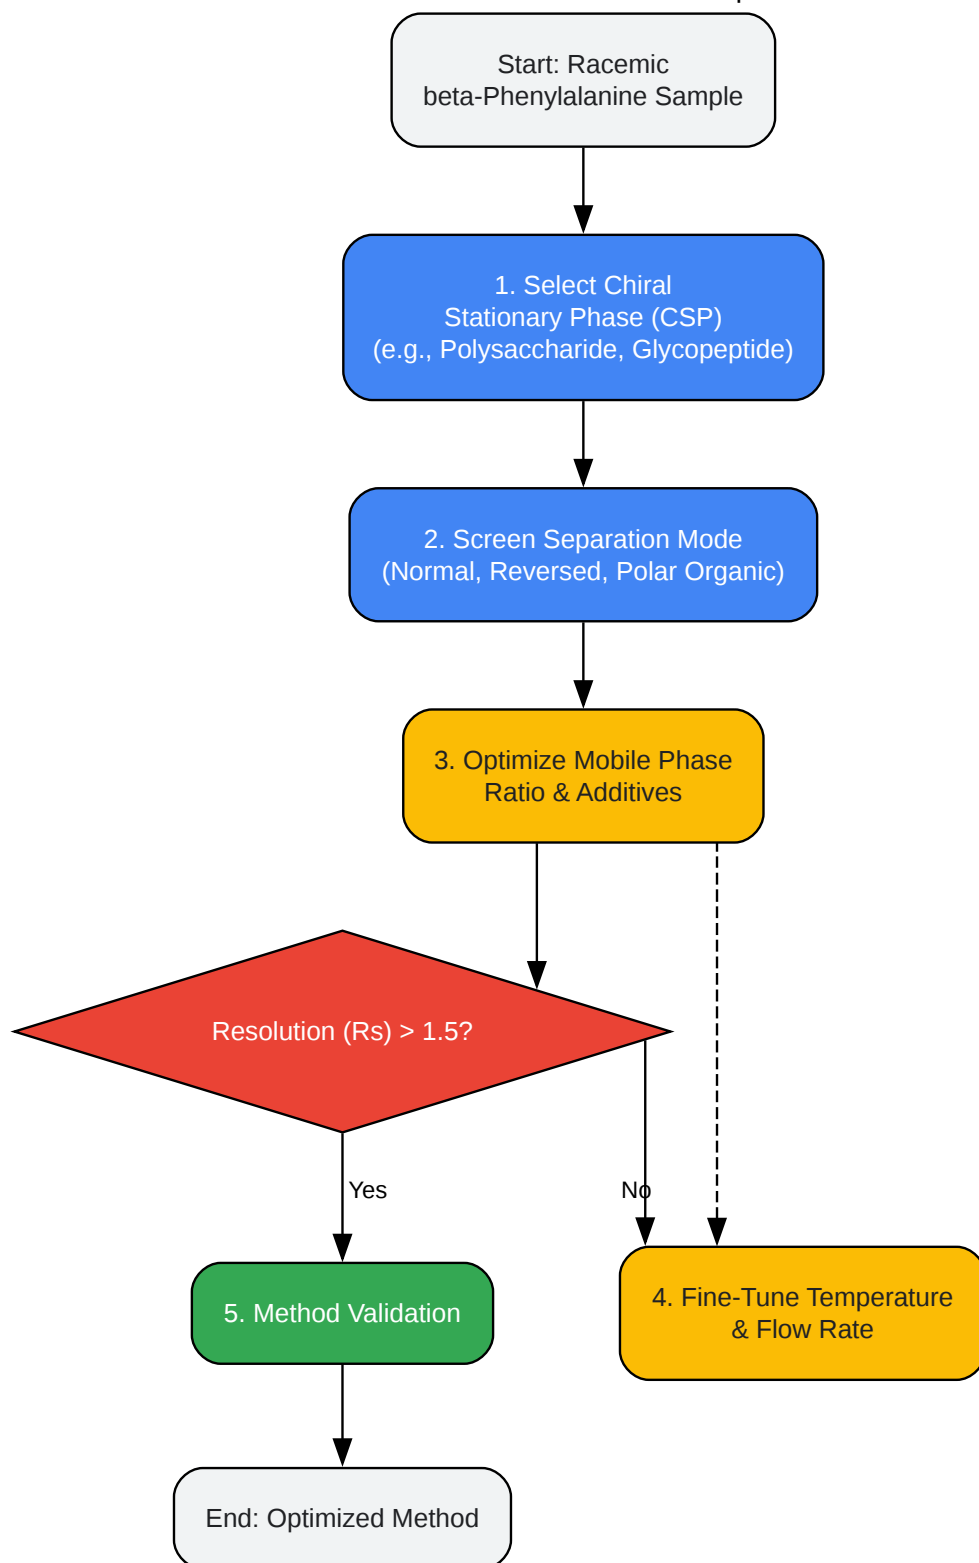 Start: Racemic
beta-Phenylalanine Sample
1. Select Chiral
Stationary Phase (CSP)
(e.g., Polysaccharide, Glycopeptide)
2. Screen Separation Mode
(Normal, Reversed, Polar Organic)
3. Optimize Mobile Phase
Ratio & Additives
Resolution (Rs) > 1.5?
Yes
No
4. Fine-Tune Temperature
& Flow Rate
5. Method Validation
End: Optimized Method